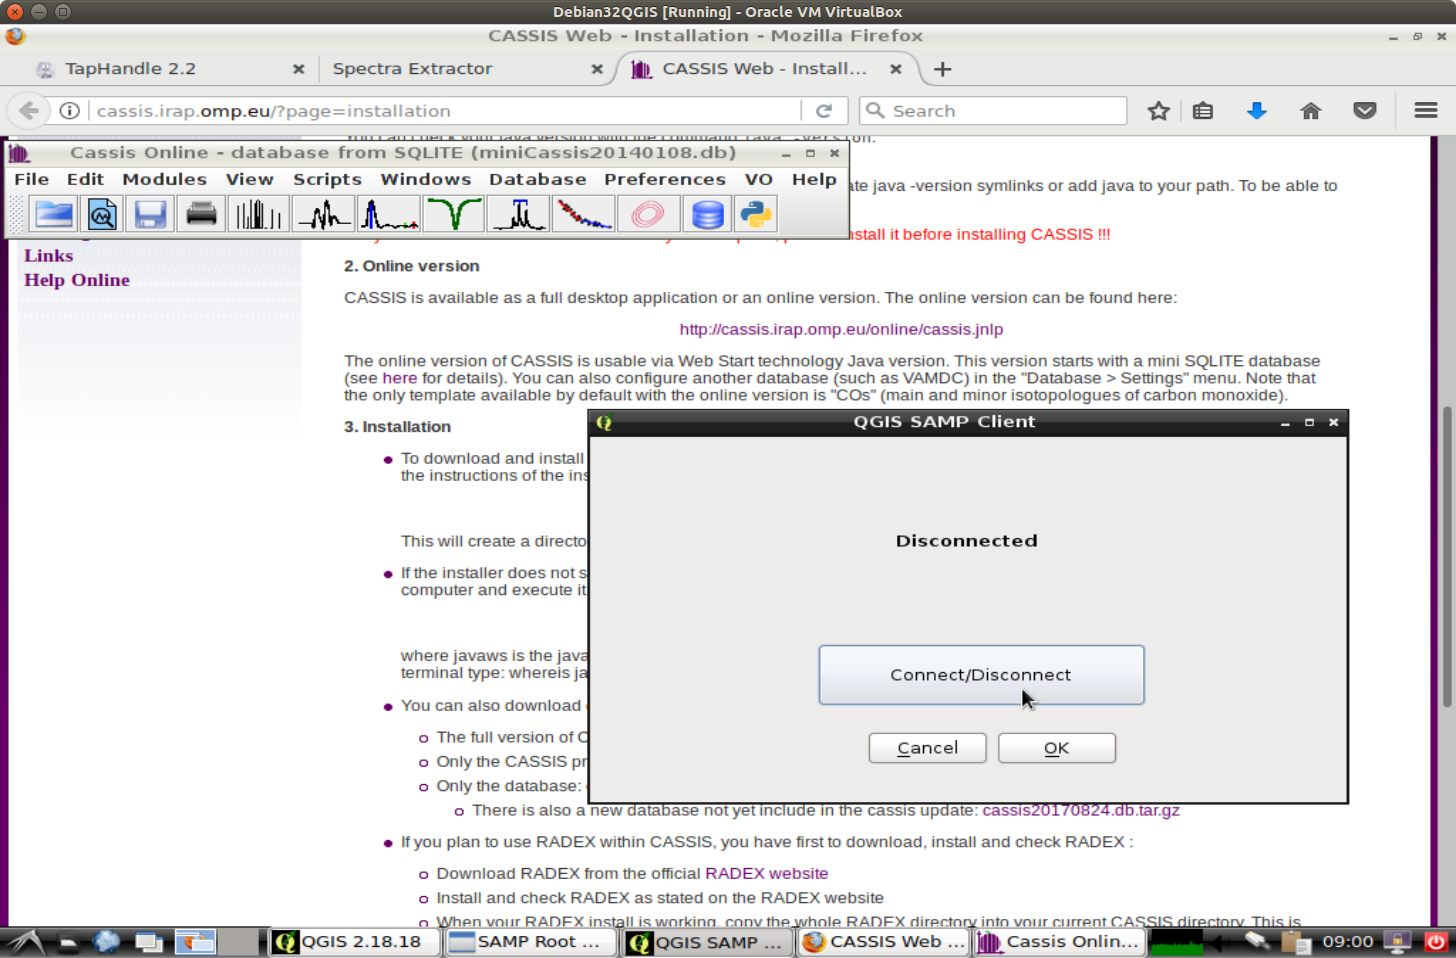 Debian32QGIS [Running] - Oracle VM VirtualBox
CASSIS Web - Installation - Mozilla Firefox
TapHandle 2.2
Spectra Extractor
CASSIS Web - Install...
cassis.irap.omp.eu/?page=installation
Search
Cassis Online - database from SQLITE (miniCassis20140108.db)
File Edit Modules View Scripts Windows Database Preferences VO Help
ate java -version symlinks or add java to your path. To be able to
stall it before installing CASSIS !!!
Links
Help Online
2. Online version
CASSIS is available as a full desktop application or an online version. The online version can be found here:
http://cassis.irap.omp.eu/online/cassis.jnlp
The online version of CASSIS is usable via Web Start technology Java version. This version starts with a mini SQLITE database
(see here for details). You can also configure another database (such as VAMDC) in the "Database > Settings" menu. Note that
the only template available by default with the online version is "COs" (main and minor isotopologues of carbon monoxide).
3. Installation
To download and install
the instructions of the ins
This will create a directo
If the installer does not s
computer and execute it
where javaws is the java
terminal type: whereis ja
You can also download
The full version of C
Only the CASSIS pr
Only the database:
There is also a new database not yet include in the cassis update: cassis20170824.db.tar.gz
If you plan to use RADEX within CASSIS, you have first to download, install and check RADEX :
Download RADEX from the official RADEX website
Install and check RADEX as stated on the RADEX website
When your RADEX install is working, copy the whole RADEX directory into your current CASSIS directory. This is
QGIS SAMP Client
Disconnected
Connect/Disconnect
Cancel
OK
QGIS 2.18.18
SAMP Root ...
QGIS SAMP ...
CASSIS Web ...
Cassis Onlin...
09:00